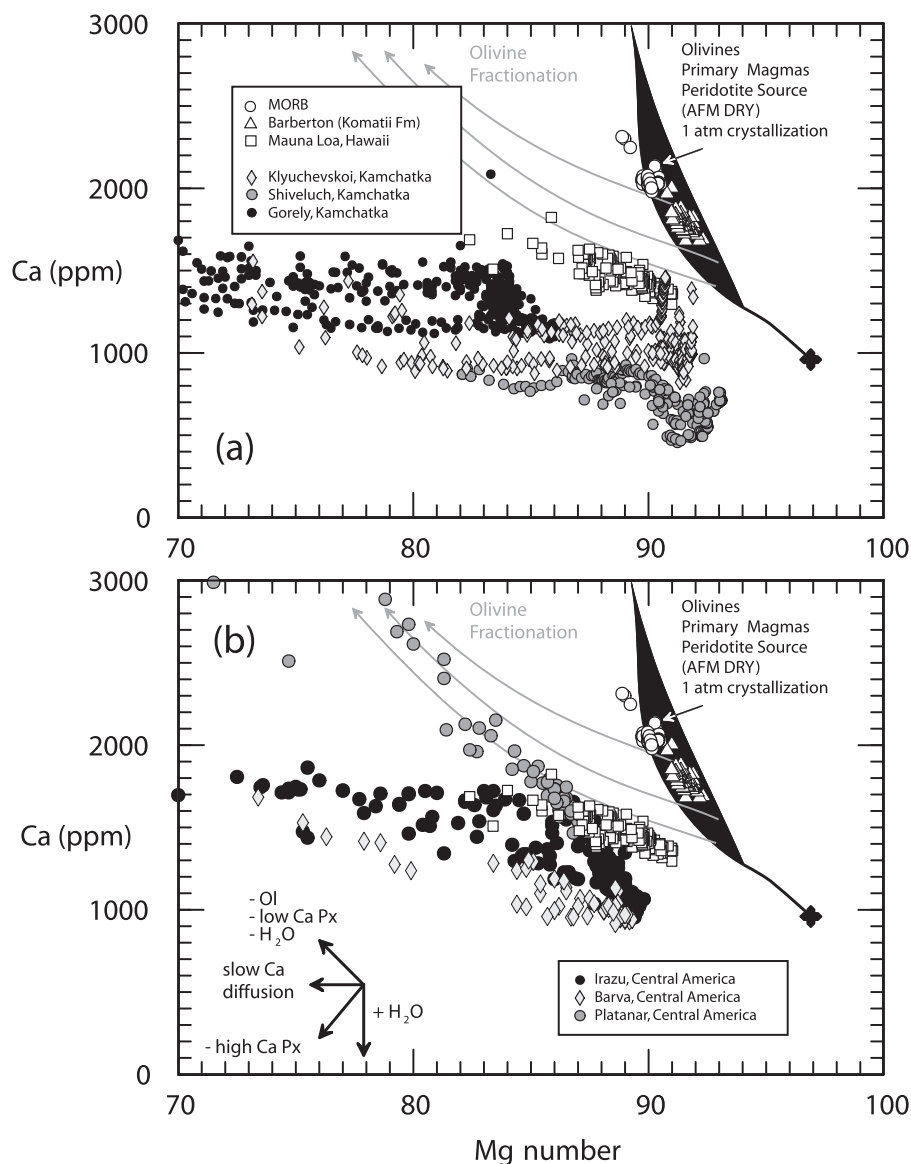 3000
2000
1000
0
Ca (ppm)
Olivine
Fractionation
Olivines
Primary Magmas
Peridotite Source
(AFM DRY)
1 atm crystallization
MORB
Barberton (Komatii Fm)
Mauna Loa, Hawaii
Klyuchevskoi, Kamchatka
Shiveluch, Kamchatka
Gorely, Kamchatka
(a)
70
80
90
100
3000
2000
1000
0
Ca (ppm)
(b)
Olivine
Fractionation
Olivines
Primary Magmas
Peridotite Source
(AFM DRY)
1 atm crystallization
- Ol
- low Ca Px
- H2O
slow Ca
diffusion
+ H2O
- high Ca Px
Irazu, Central America
Barva, Central America
Platanar, Central America
70
80
90
100
Mg number